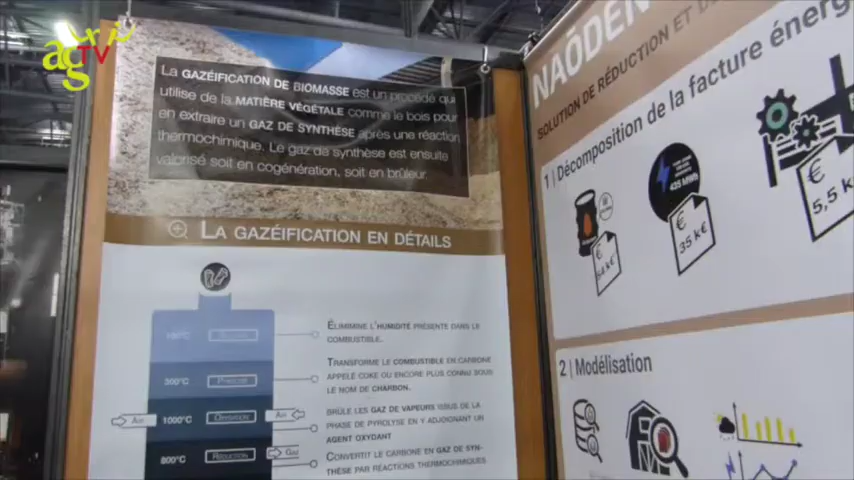 agri
TV
La GAZÉIFICATION DE BIOMASSE est un procédé qui
utilise de la MATIÈRE VÉGÉTALE comme le bois pour
en extraire un GAZ DE SYNTHÈSE après une réaction
thermochimique. Le gaz de synthèse est ensuite
valorisé soit en cogénération, soit en brûleur.
LA GAZÉIFICATION EN DÉTAILS
ÉLIMINE L'HUMIDITÉ PRÉSENTE DANS LE
COMBUSTIBLE.
300°C
PYROLYSE
TRANSFORME LE COMBUSTIBLE EN CARBONE
APPELÉ COKE OU ENCORE PLUS CONNU SOUS
LE NOM DE CHARBON.
AIR
1000°C
OXYDATION
AIR
BRÛLE LES GAZ DE VAPEURS ISSUS DE LA
PHASE DE PYROLYSE EN Y ADJOIGNANT UN
AGENT OXYDANT
800°C
RÉDUCTION
GAZ
CONVERTIT LE CARBONE EN GAZ DE SYN-
THÈSE PAR RÉACTIONS THERMOCHIMIQUES
NAŌDEN
SOLUTION DE RÉDUCTION ET DE
1 | Décomposition de la facture énerg
435 MWh
€
€
35 k€
€
5,5 k
2 | Modélisation